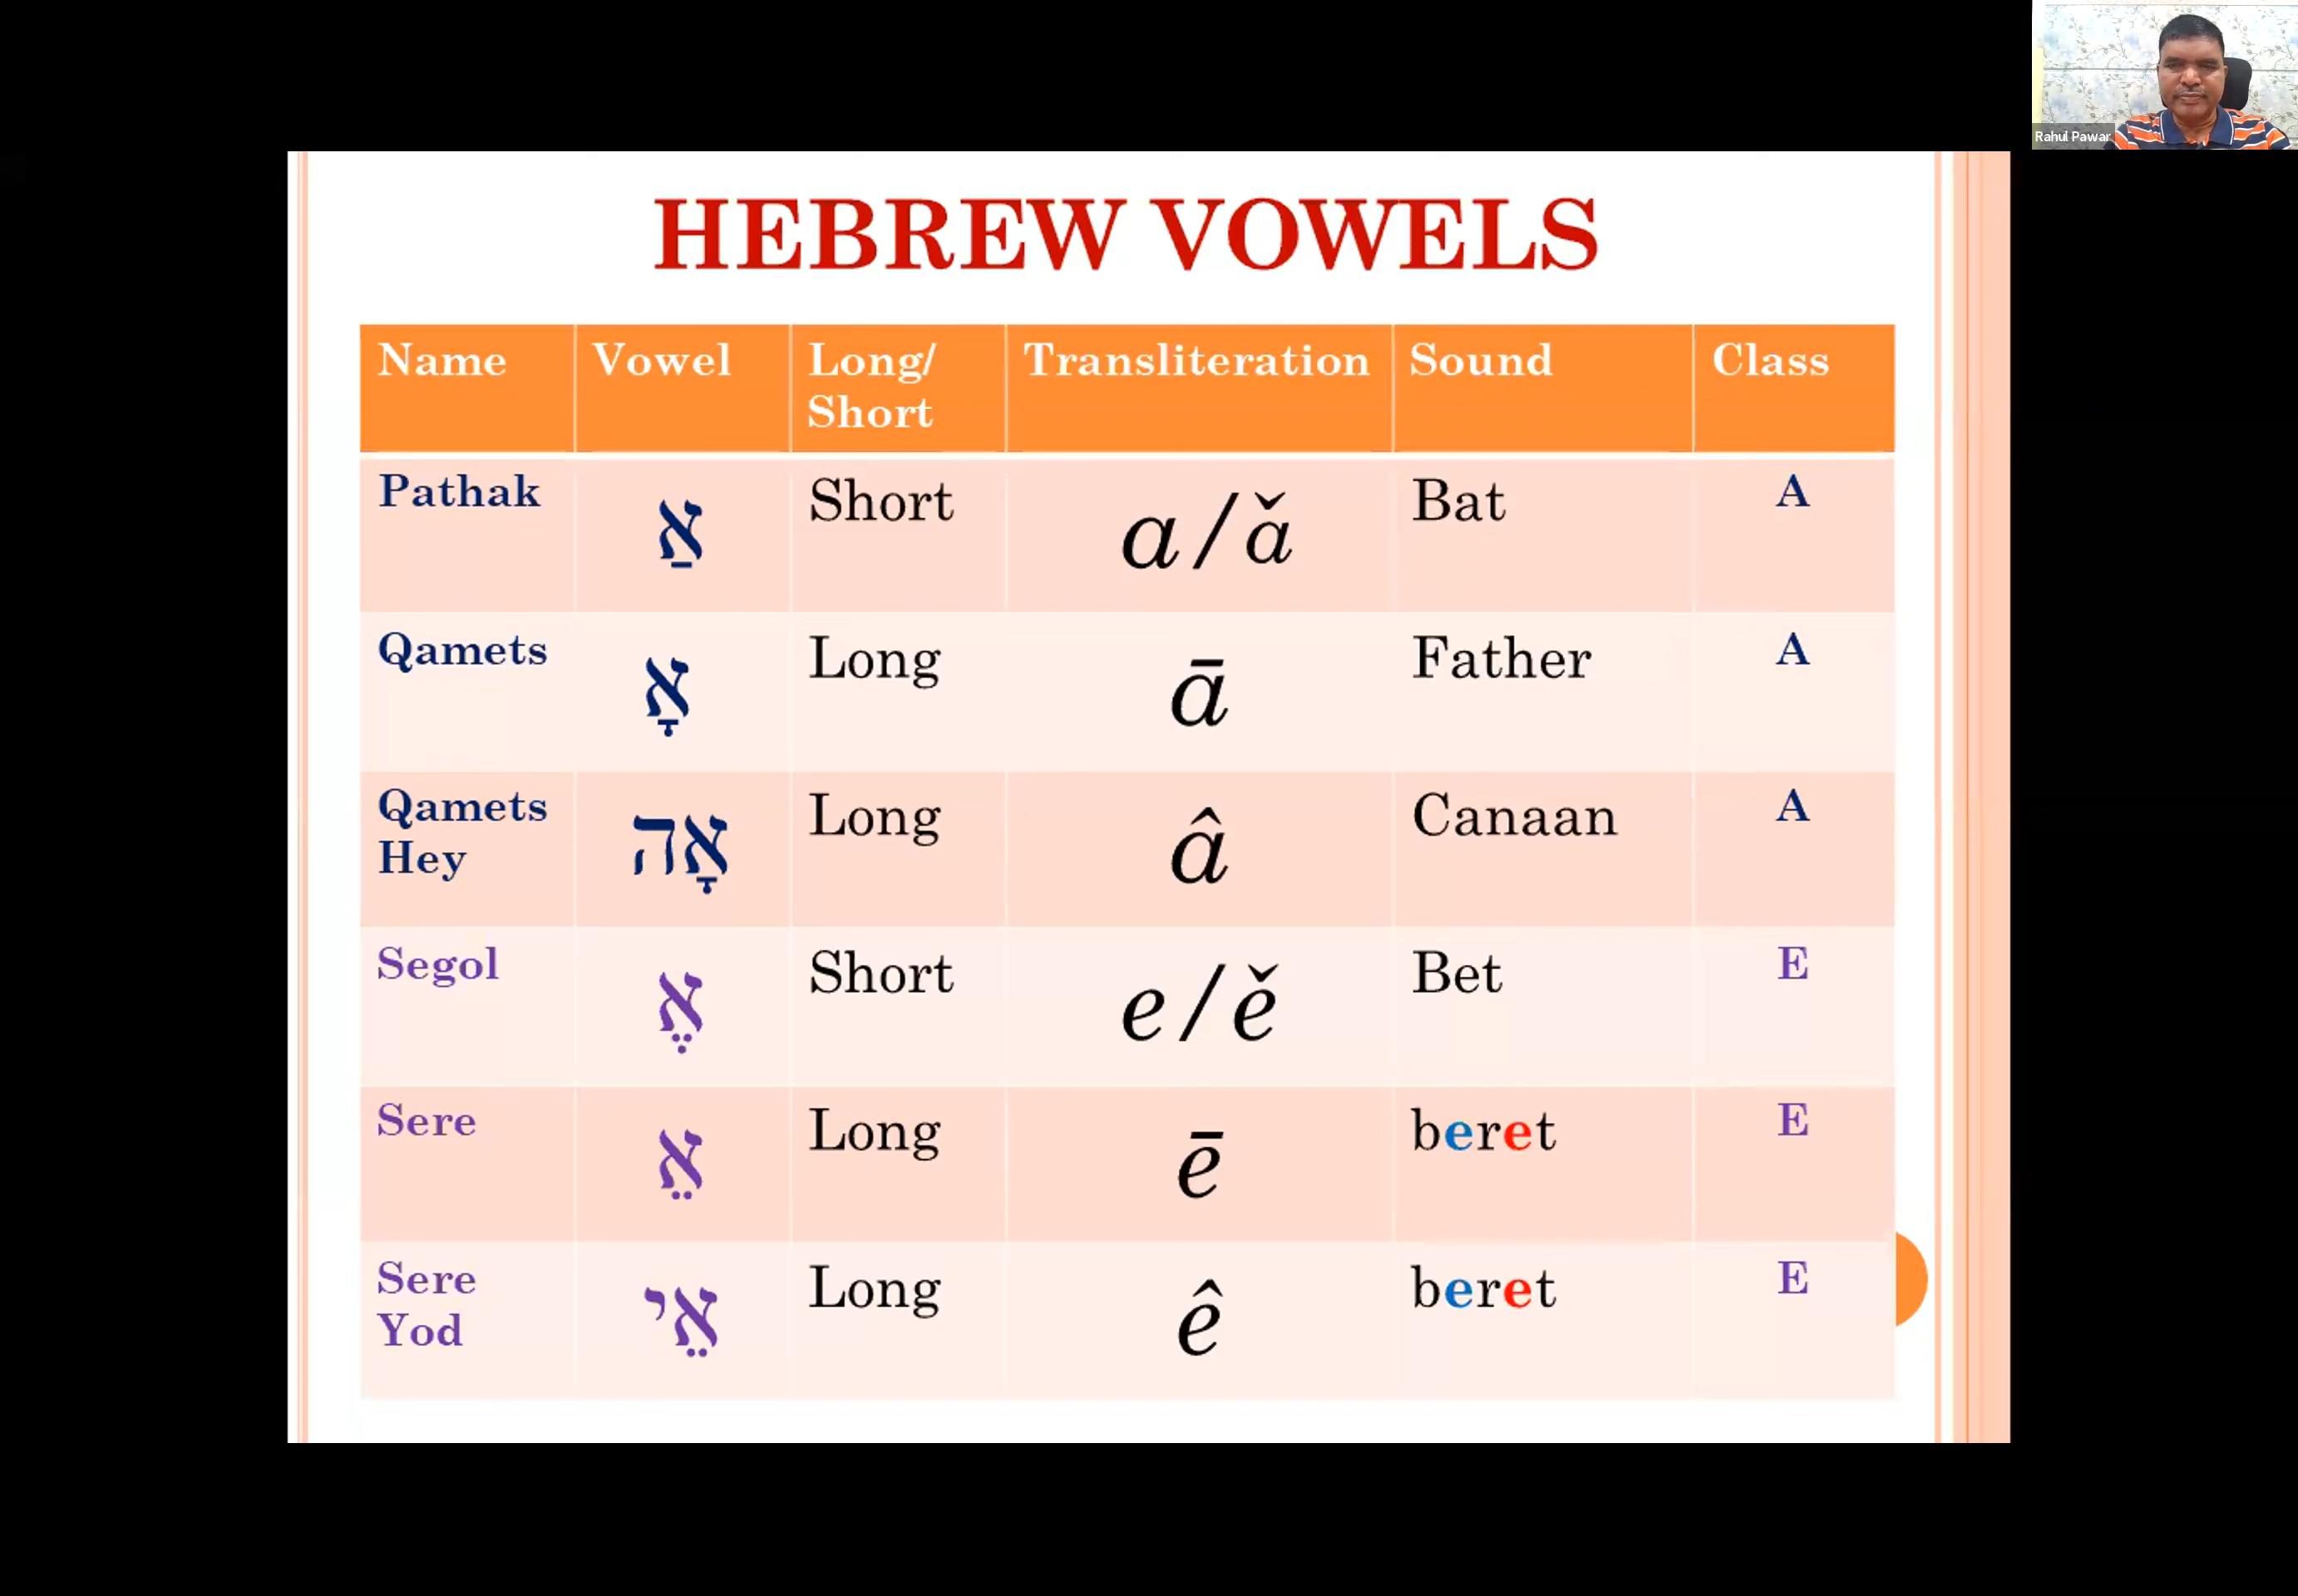 Rahul Pawar
HEBREW VOWELS
Name Vowel Long/ Transliteration Sound Class
Short
Pathak אַ Short a/ǎ Bat A
Qamets אָ Long ā Father A
Qamets אָה Long â Canaan A
Hey
Segol אֶ Short e/ě Bet E
Sere אֵ Long ē beret E
Sere אֵי Long ê beret E
Yod